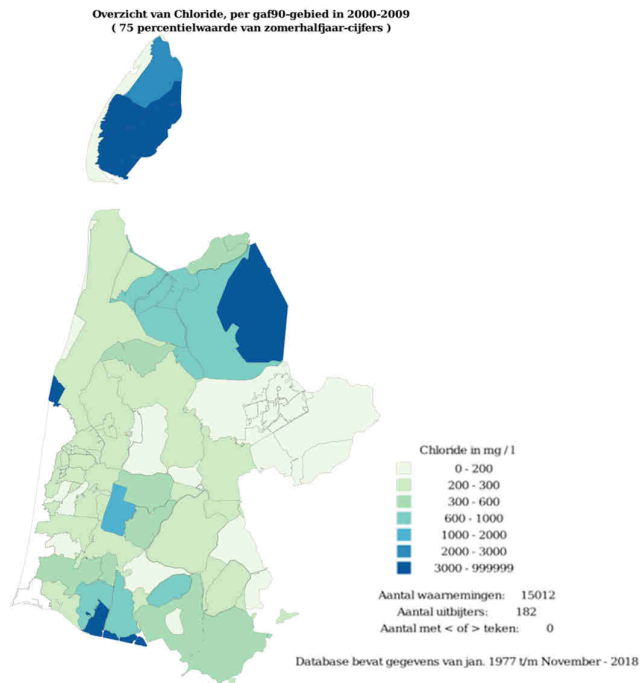 Overzicht van Chloride, per gaf90-gebied in 2000-2009
( 75 percentielwaarde van zomerhalfjaar-cijfers )
Chloride in mg / l
0 - 200
200 - 300
300 - 600
600 - 1000
1000 - 2000
2000 - 3000
3000 - 999999
Aantal waarnemingen: 15012
Aantal uitbijters: 182
Aantal met < of > teken: 0
Database bevat gegevens van jan. 1977 t/m November - 2018